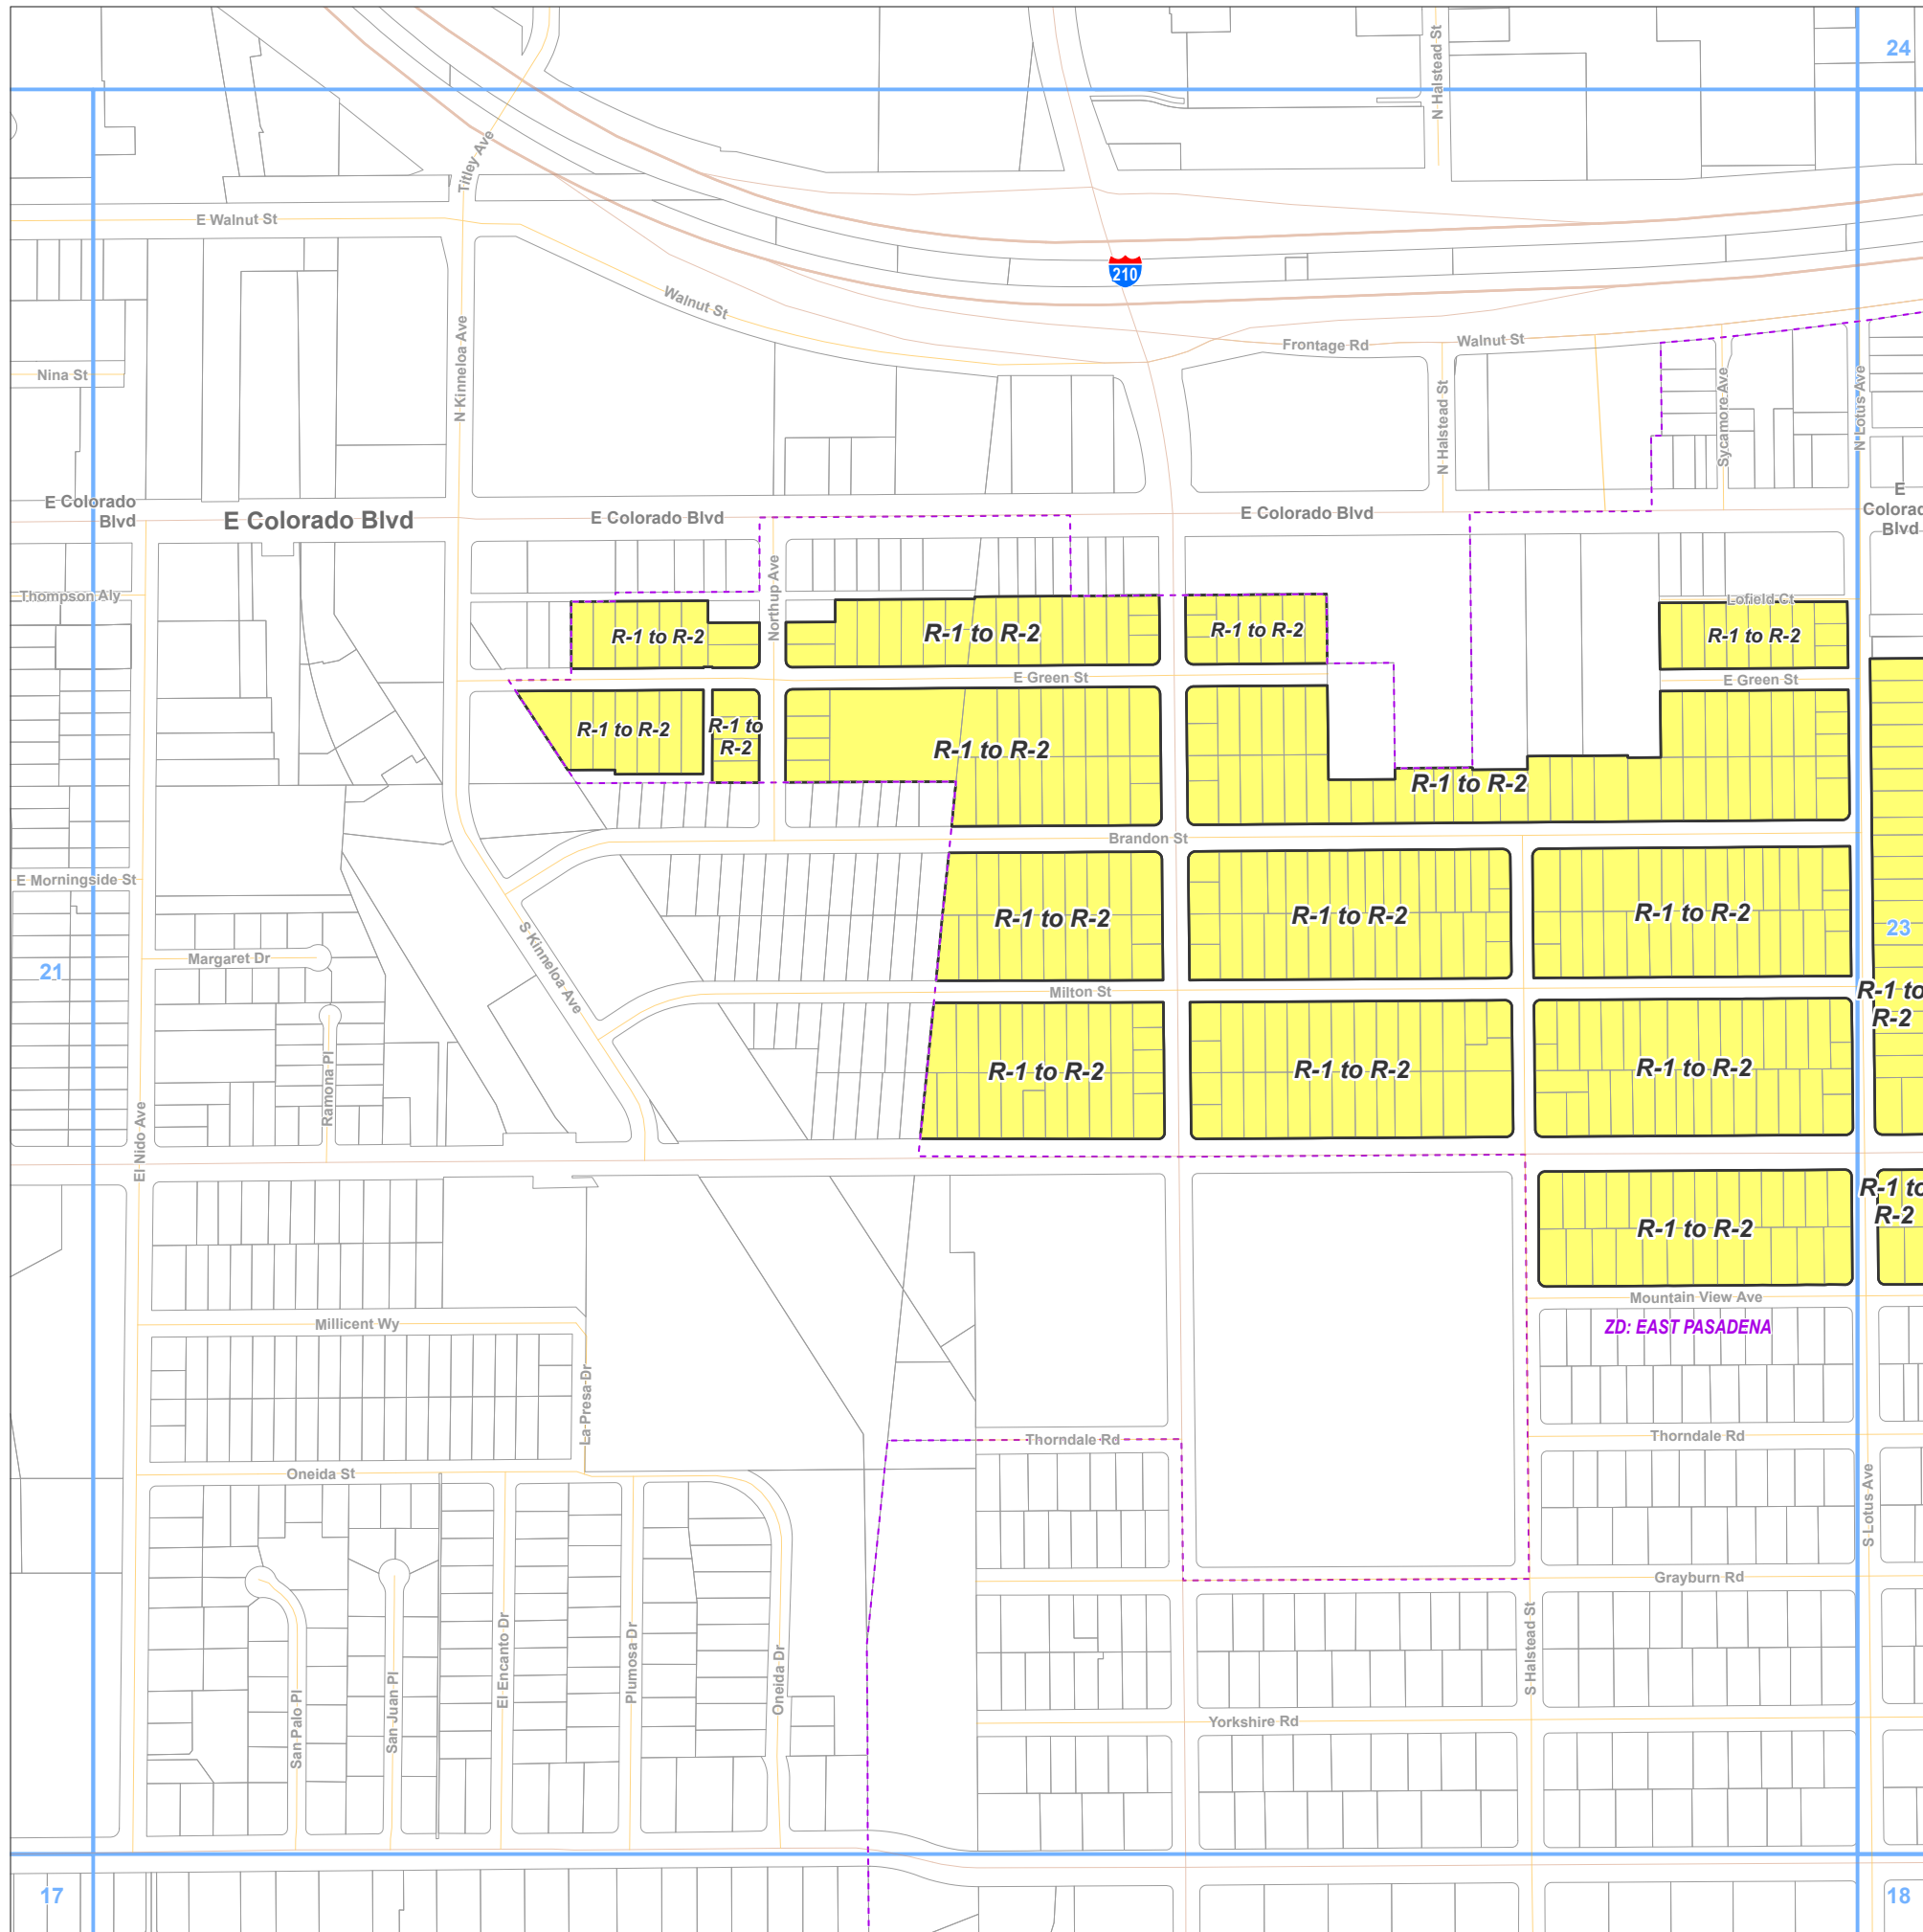 24
N Halstead St
Titley Ave
E Walnut St
210
Walnut St
N Kinneloa Ave
Frontage Rd
Walnut St
Nina St
N Halstead St
Sycamore Ave
N Lotus Ave
E Colorado
Blvd
E Colorado Blvd
E Colorado Blvd
E Colorado Blvd
E
Colorad
Blvd
Thompson Aly
Northup Ave
Lofield Ct
R-1 to R-2
R-1 to R-2
R-1 to R-2
R-1 to R-2
E Green St
E Green St
R-1 to R-2
R-1 to
R-2
R-1 to R-2
R-1 to R-2
Brandon St
E Morningside St
R-1 to R-2
R-1 to R-2
R-1 to R-2
23
S Kinneloa Ave
Margaret Dr
21
Milton St
R-1 to
R-2
Ramona Pl
R-1 to R-2
R-1 to R-2
R-1 to R-2
El Nido Ave
R-1 to
R-2
R-1 to R-2
Mountain View Ave
Millicent Wy
ZD: EAST PASADENA
La Presa Dr
Thorndale Rd
Thorndale Rd
Oneida St
S Lotus Ave
Grayburn Rd
San Palo Pl
San Juan Pl
El Encanto Dr
Plumosa Dr
Oneida Dr
S Halstead St
Yorkshire Rd
17
18